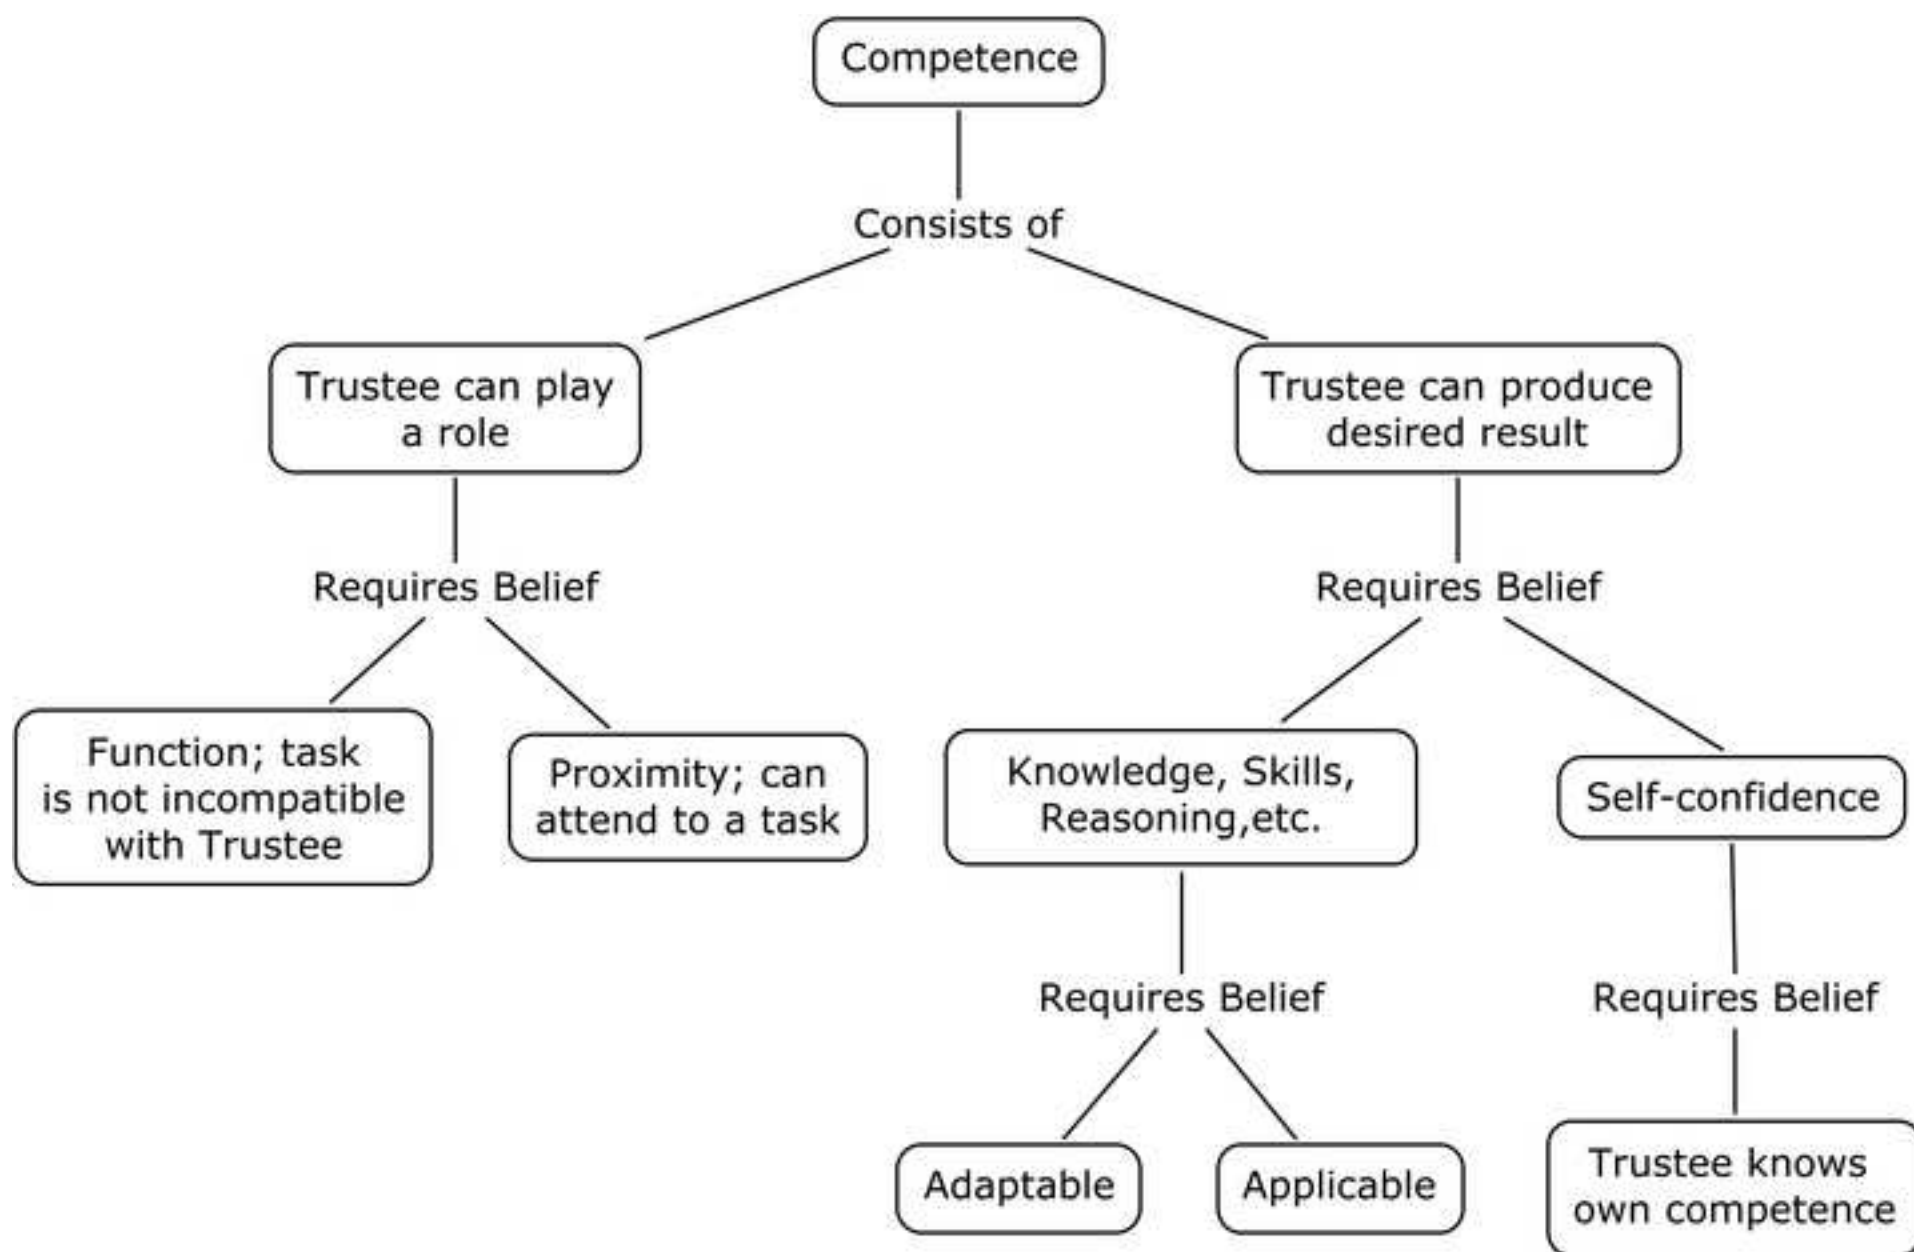 Competence
Consists of
Trustee can play
a role
Trustee can produce
desired result
Requires Belief
Requires Belief
Function; task
is not incompatible
with Trustee
Proximity; can
attend to a task
Knowledge, Skills,
Reasoning,etc.
Self-confidence
Requires Belief
Requires Belief
Adaptable
Applicable
Trustee knows
own competence